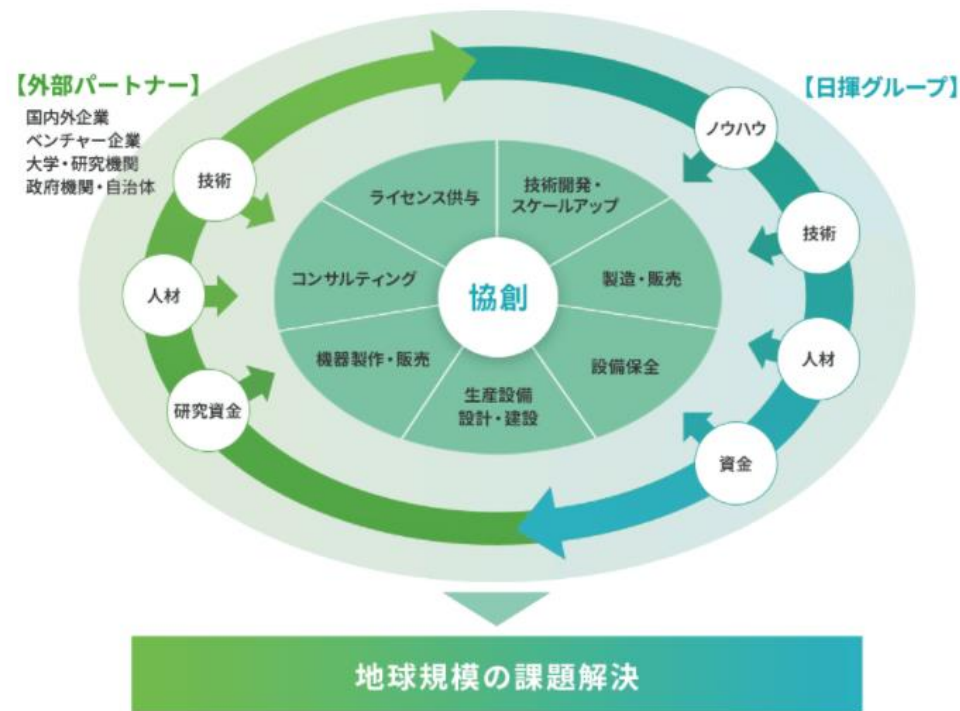 【外部パートナー】
国内外企業
ベンチャー企業
大学・研究機関
政府機関・自治体
技術
人材
研究資金
【日揮グループ】
ノウハウ
技術
人材
資金
ライセンス供与
技術開発・
スケールアップ
コンサルティング
製造・販売
協創
機器製作・販売
設備保全
生産設備
設計・建設
地球規模の課題解決